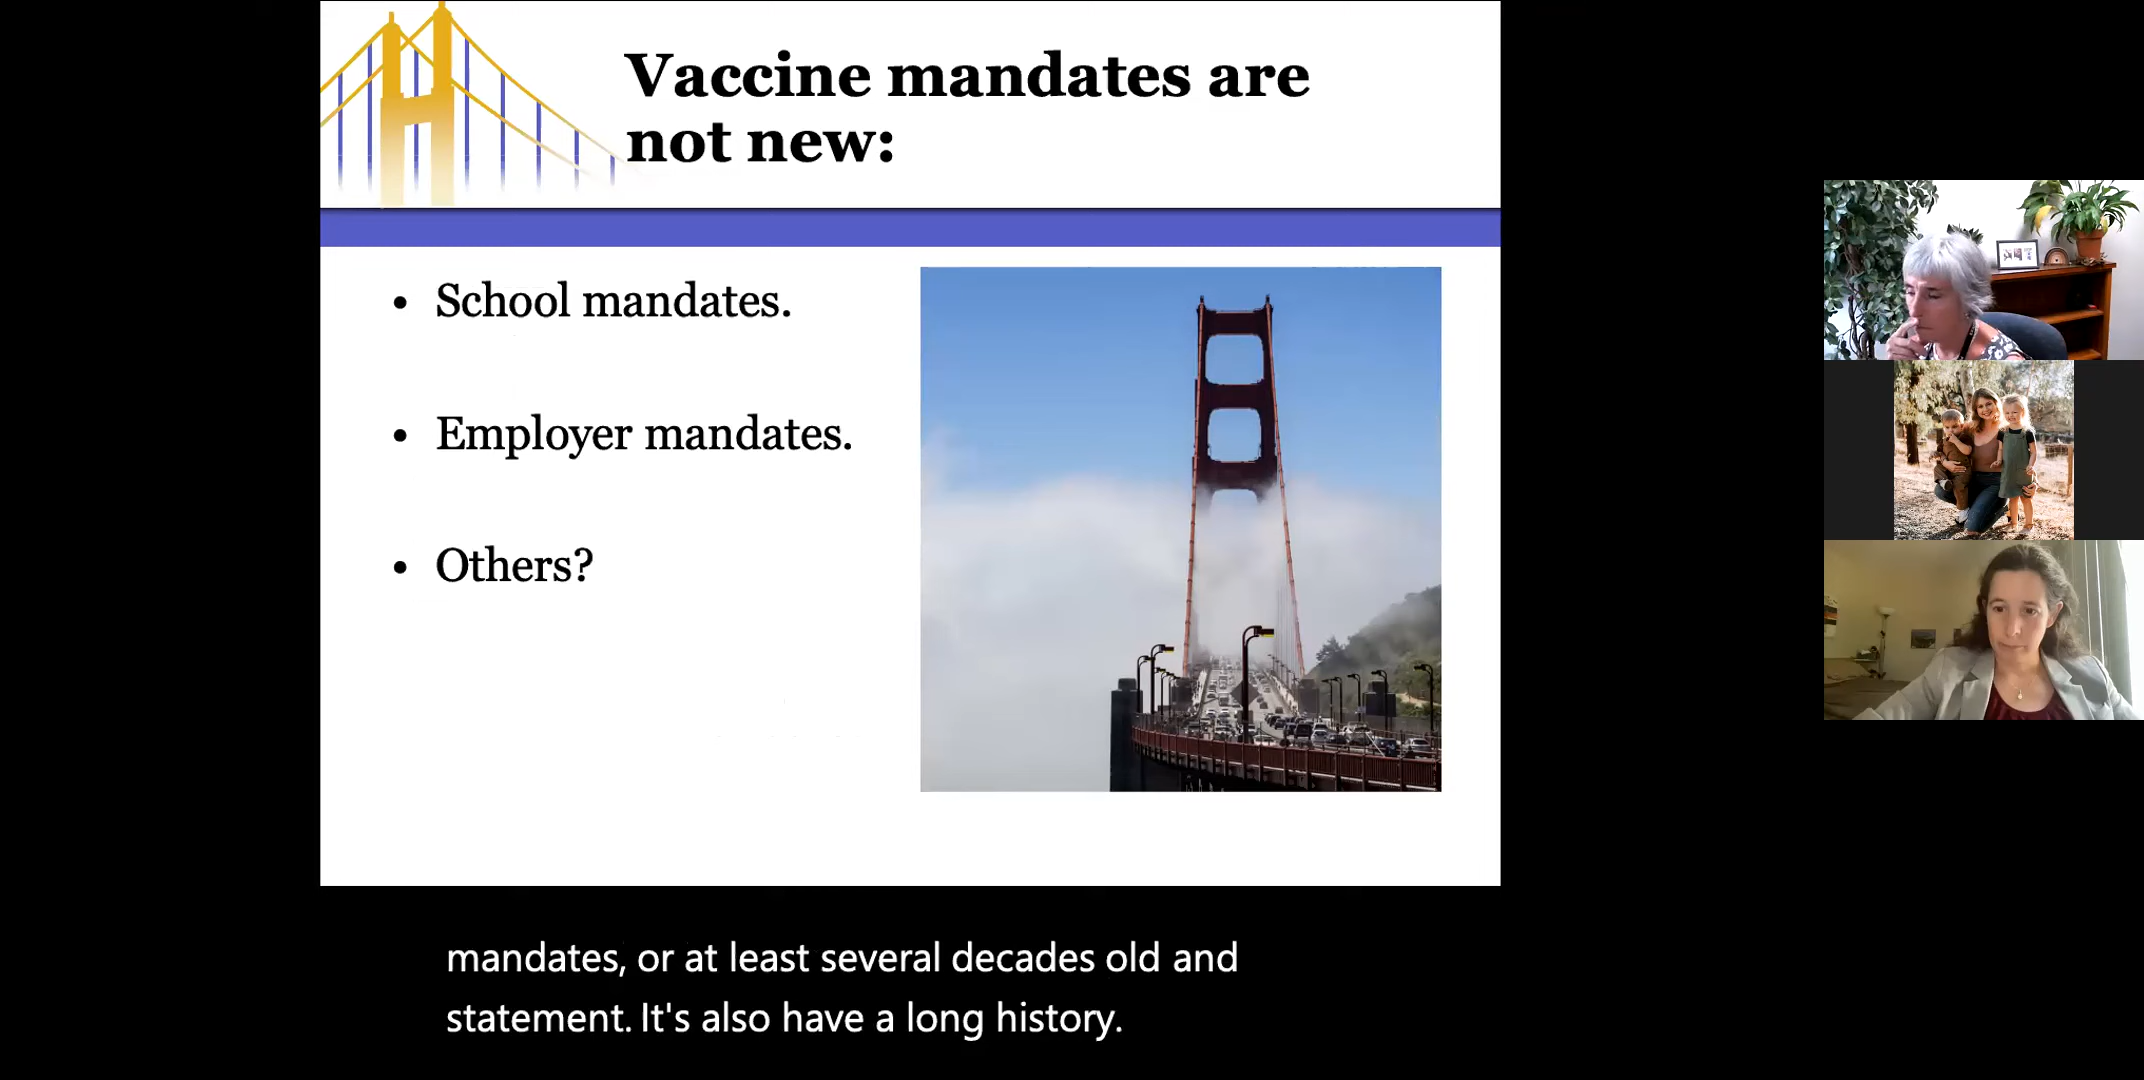 Vaccine mandates are
not new:
• School mandates.
• Employer mandates.
• Others?
mandates, or at least several decades old and
statement. It's also have a long history.